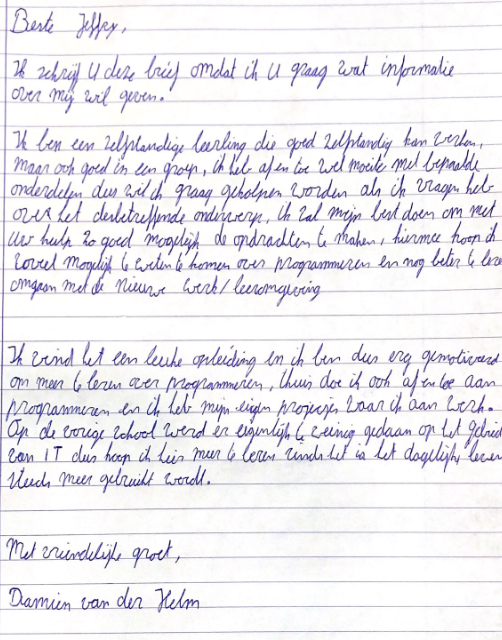 Beste Jeffry,
Ik schrijf U deze brief omdat ik U graag wat informatie
over mij wil geven.
Ik ben een zelfstandige leerling die goed zelfstandig kan werken,
maar ook goed in een groep, ik heb af en toe wel moeite met bepaalde
onderdelen dus wil ik graag geholpen worden als ik vragen heb
over het desbetreffende onderwerp, ik zal mijn best doen om met
uw hulp zo goed mogelijk de opdrachten te maken, hiermee hoop ik
zoveel mogelijk te weten te komen over programmeren en nog beter te lere
omgaan met de nieuwe werk/leeromgeving
Ik vind het een leuke opleiding en ik ben dus erg gemotiveerd
om meer te leren over programmeren, thuis doe ik ook af en toe aan
programmeren en ik heb mijn eigen projecjes waar ik aan werk.
Op de vorige school werd er eigenlijk te weinig gedaan op het gebied
van IT dus hoop ik hier meer te leren sinds het in het dagelijks leven
steeds meer gebruikt wordt.
Met vriendelijke groet,
Damien van der Helm